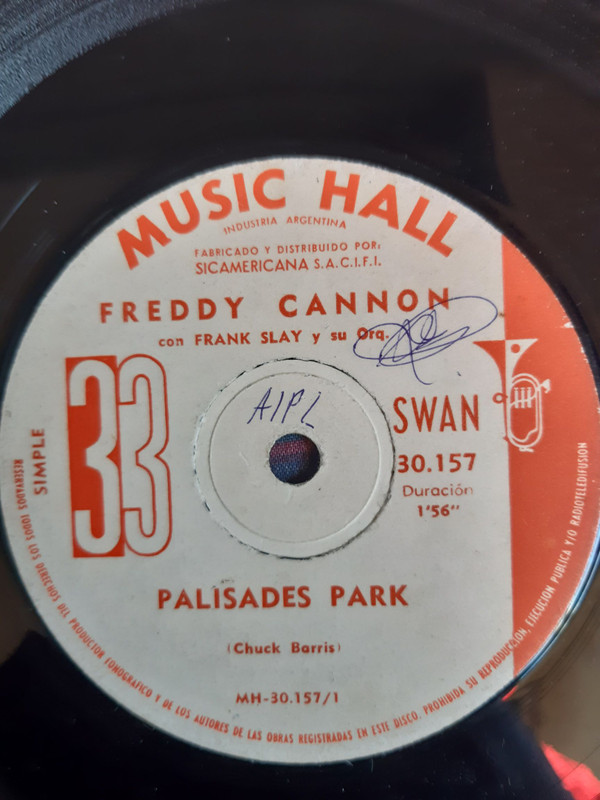 MUSIC HALL
INDUSTRIA ARGENTINA
FABRICADO Y DISTRIBUIDO POR:
SICAMERICANA S.A.C.I.F.I.
FREDDY CANNON
con FRANK SLAY y su Orq.
33
SIMPLE
A1PL
SWAN
30.157
Duración
1'56"
PALISADES PARK
(Chuck Barris)
MH-30.157/1
RESERVADOS TODOS LOS DERECHOS DEL PRODUCTOR FONOGRAFICO Y DE LOS AUTORES DE LAS OBRAS REGISTRADAS EN ESTE DISCO. PROHIBIDA SU REPRODUCCION, EJECUCION PUBLICA Y/O RADIOTELEDIFUSION